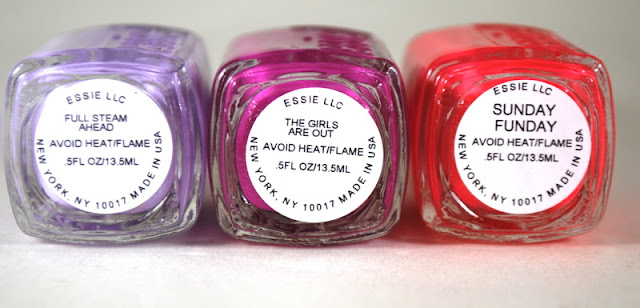 ESSIE LLC
FULL STEAM
AHEAD
AVOID HEAT/FLAME
.5FL OZ/13.5ML
NEW YORK, NY 10017 MADE IN USA
ESSIE LLC
THE GIRLS
ARE OUT
AVOID HEAT/FLAME
.5FL OZ/13.5ML
NEW YORK, NY 10017 MADE IN USA
ESSIE LLC
SUNDAY
FUNDAY
AVOID HEAT/FLAME
.5FL OZ/13.5ML
NEW YORK, NY 10017 MADE IN USA